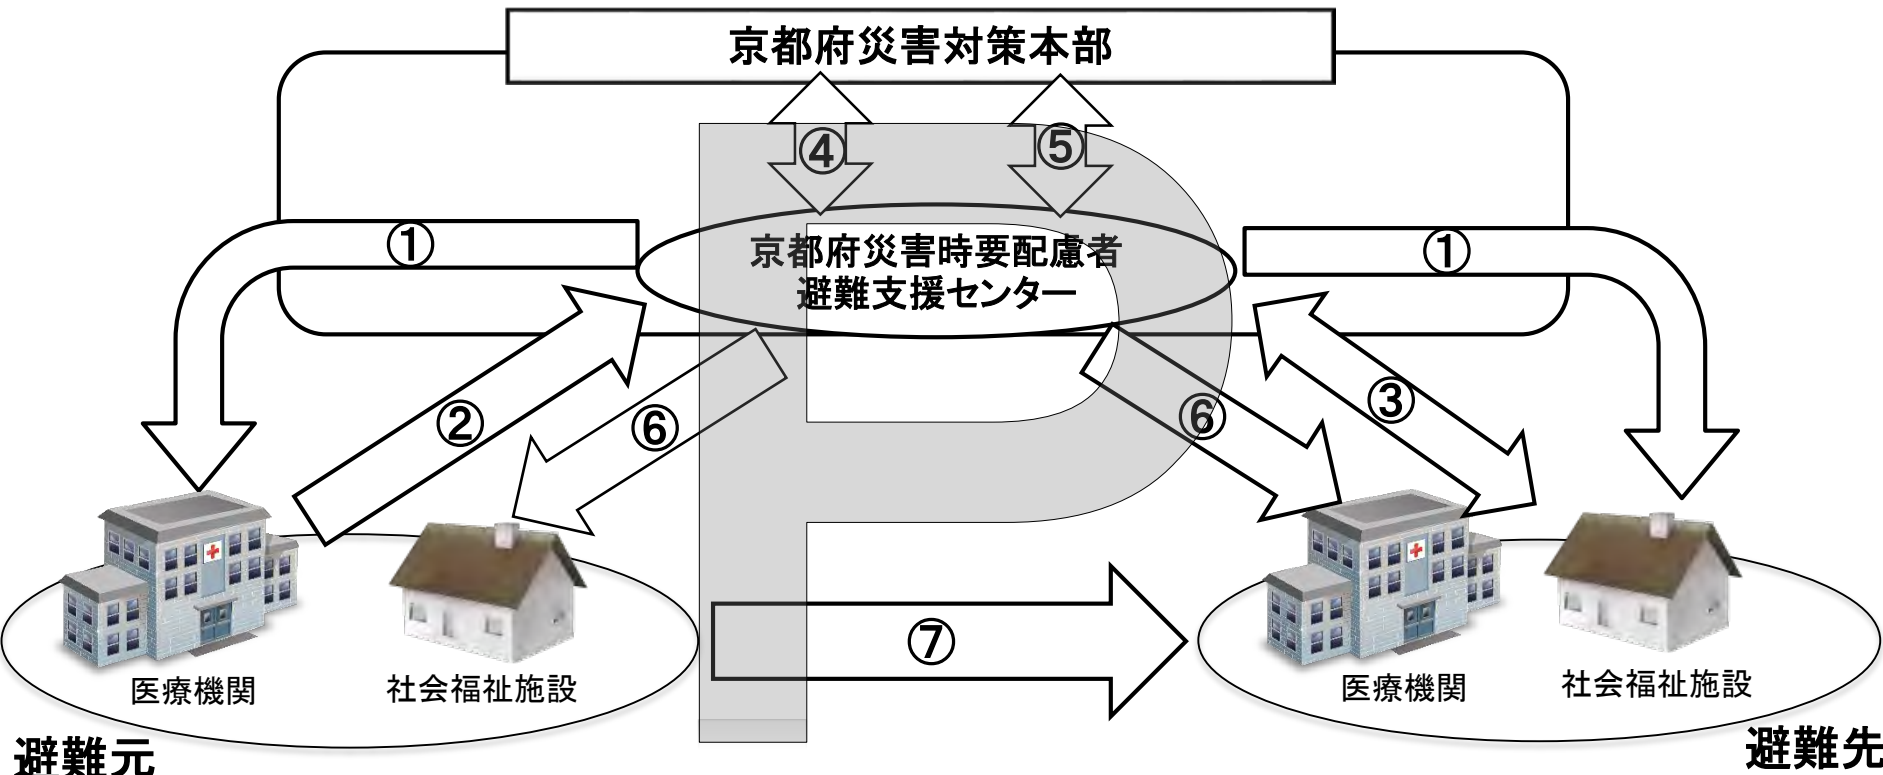 京都府災害対策本部
④
⑤
京都府災害時要配慮者
避難支援センター
①
①
②
⑥
⑥
③
⑦
医療機関
社会福祉施設
医療機関
社会福祉施設
避難元
避難先
P